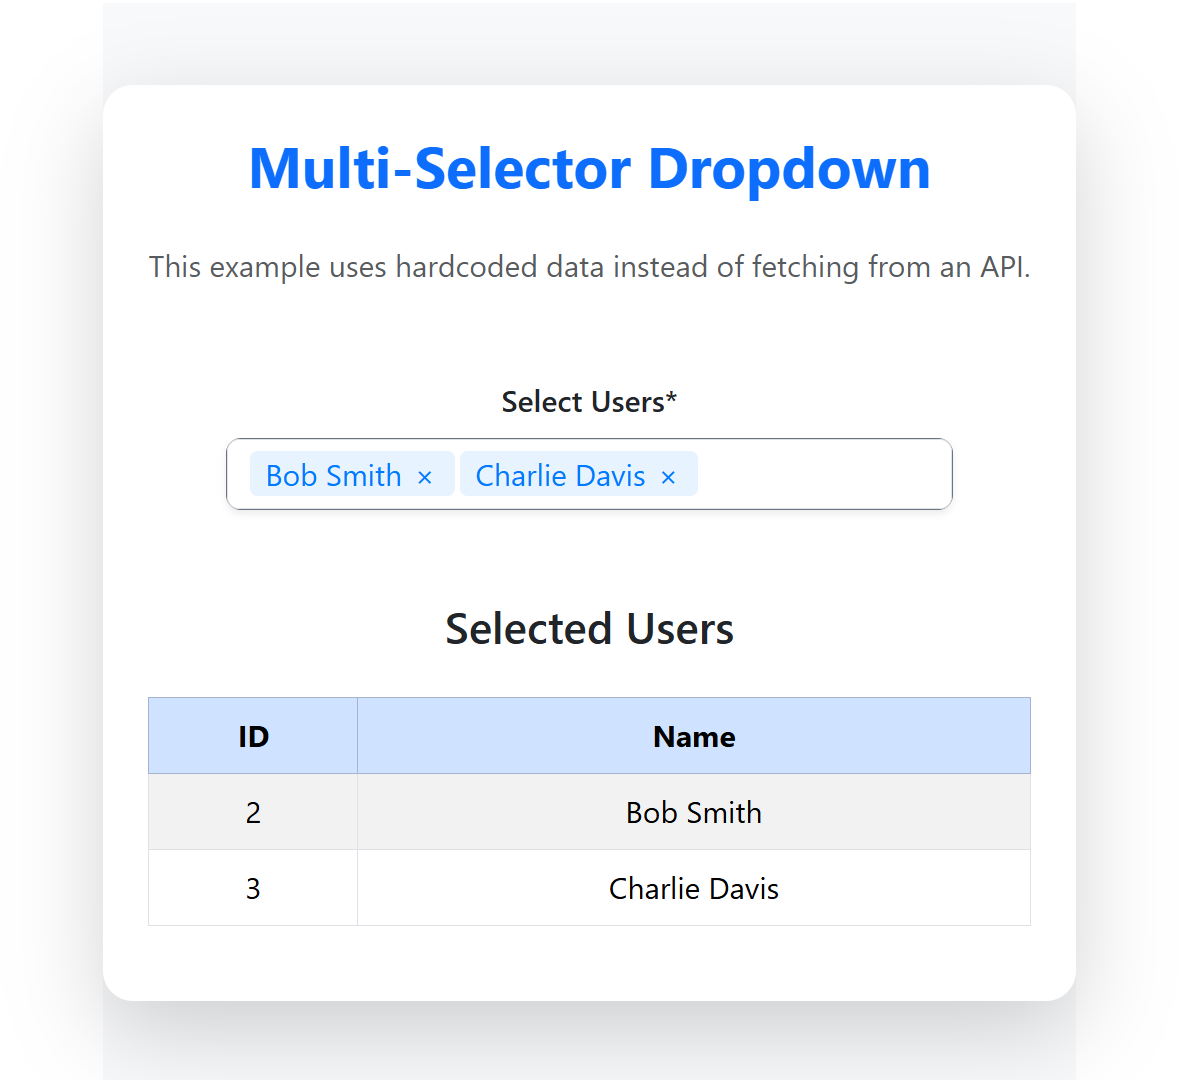 Multi-Selector Dropdown
This example uses hardcoded data instead of fetching from an API.
Select Users*
Bob Smith × Charlie Davis ×
Selected Users
ID Name
2 Bob Smith
3 Charlie Davis